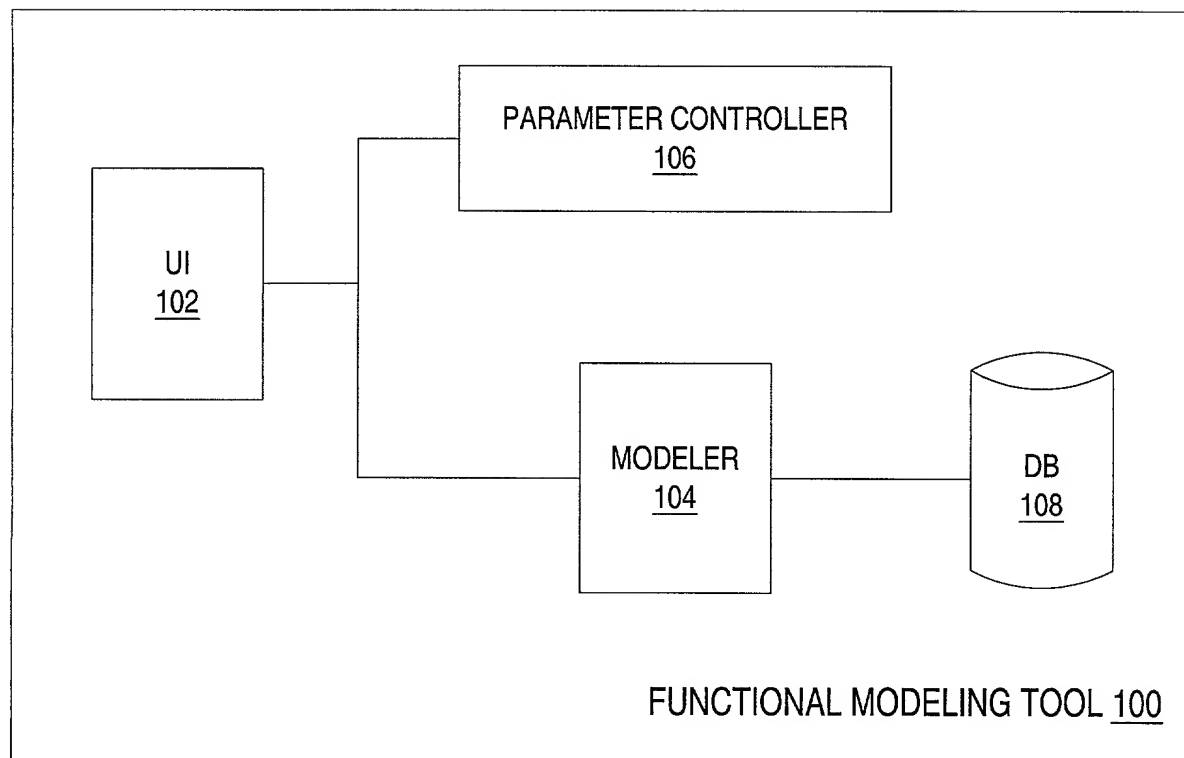 PARAMETER CONTROLLER
106
UI
102
MODELER
104
DB
108
FUNCTIONAL MODELING TOOL 100